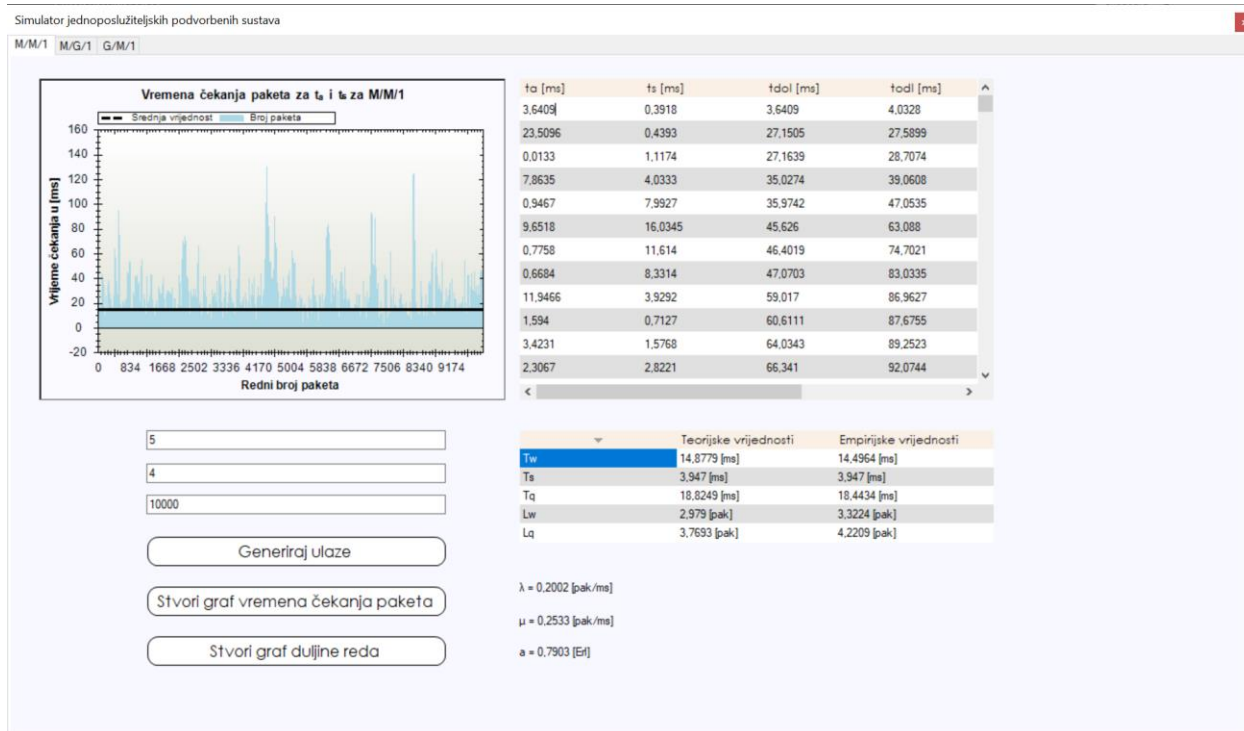 Simulator jednoposlužiteljskih podvorbenih sustava
M/M/1 M/G/1 G/M/1
Vremena čekanja paketa za ta i ts za M/M/1
Srednja vrijednost Broj paketa
Vrijeme čekanja u [ms]
160
140
120
100
80
60
40
20
0
-20
0 834 1668 2502 3336 4170 5004 5838 6672 7506 8340 9174
Redni broj paketa
ta [ms] ts [ms] tdol [ms] todl [ms]
3,6409 0,3918 3,6409 4,0328
23,5096 0,4393 27,1505 27,5899
0,0133 1,1174 27,1639 28,7074
7,8635 4,0333 35,0274 39,0608
0,9467 7,9927 35,9742 47,0535
9,6518 16,0345 45,626 63,088
0,7758 11,614 46,4019 74,7021
0,6684 8,3314 47,0703 83,0335
11,9466 3,9292 59,017 86,9627
1,594 0,7127 60,6111 87,6755
3,4231 1,5768 64,0343 89,2523
2,3067 2,8221 66,341 92,0744
5
4
10000
Generiraj ulaze
Stvori graf vremena čekanja paketa
Stvori graf duljine reda
Teorijske vrijednosti Empirijske vrijednosti
Tw 14,8779 [ms] 14,4964 [ms]
Ts 3,947 [ms] 3,947 [ms]
Tq 18,8249 [ms] 18,4434 [ms]
Lw 2,979 [pak] 3,3224 [pak]
Lq 3,7693 [pak] 4,2209 [pak]
λ = 0,2002 [pak/ms]
μ = 0,2533 [pak/ms]
a = 0,7903 [Erl]